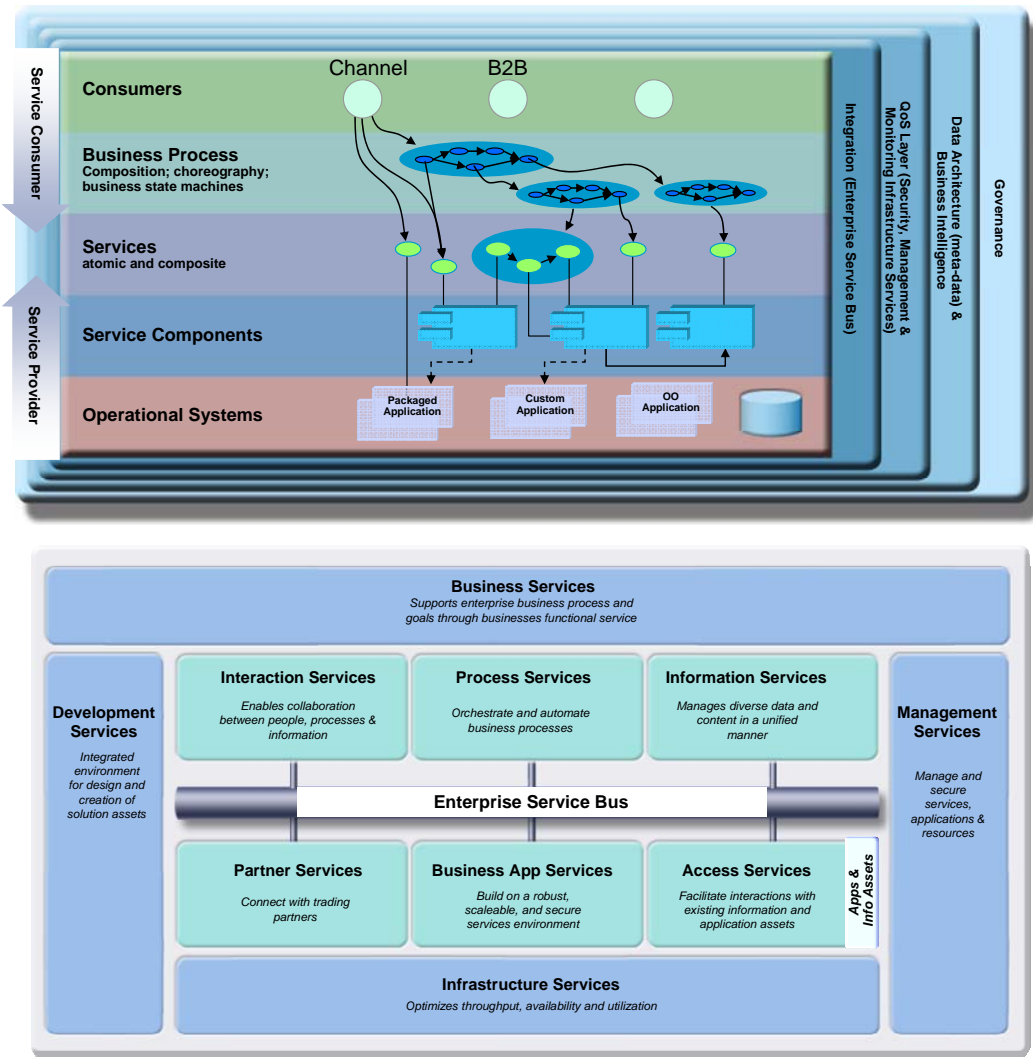 Channel
B2B
Consumers
Business Process
Composition; choreography;
business state machines
Services
atomic and composite
Service Components
Operational Systems
Packaged
Application
Custom
Application
OO
Application
Service Consumer
Service Provider
Integration (Enterprise Service Bus)
QoS Layer (Security, Management &
Monitoring Infrastructure Services)
Data Architecture (meta-data) &
Business Intelligence
Governance
Business Services
Supports enterprise business process and
goals through businesses functional service
Development
Services
Integrated
environment
for design and
creation of
solution assets
Interaction Services
Enables collaboration
between people, processes &
information
Process Services
Orchestrate and automate
business processes
Information Services
Manages diverse data and
content in a unified
manner
Management
Services
Manage and
secure
services,
applications &
resources
Enterprise Service Bus
Partner Services
Connect with trading
partners
Business App Services
Build on a robust,
scaleable, and secure
services environment
Access Services
Facilitate interactions with
existing information and
application assets
Apps &
Info Assets
Infrastructure Services
Optimizes throughput, availability and utilization